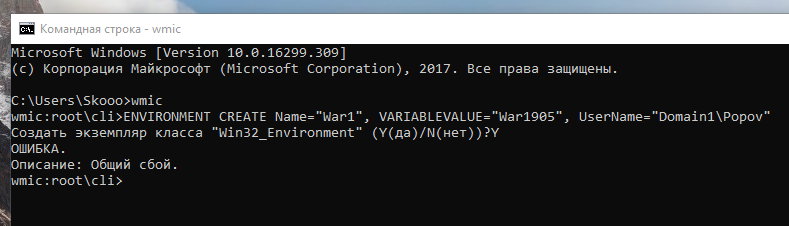 Командная строка - wmic
Microsoft Windows [Version 10.0.16299.309]
(c) Корпорация Майкрософт (Microsoft Corporation), 2017. Все права защищены.
C:\Users\Skooo>wmic
wmic:root\cli>ENVIRONMENT CREATE Name="War1", VARIABLEVALUE="War1905", UserName="Domain1\Popov"
Создать экземпляр класса "Win32_Environment" (Y(да)/N(нет))?Y
ОШИБКА.
Описание: Общий сбой.
wmic:root\cli>